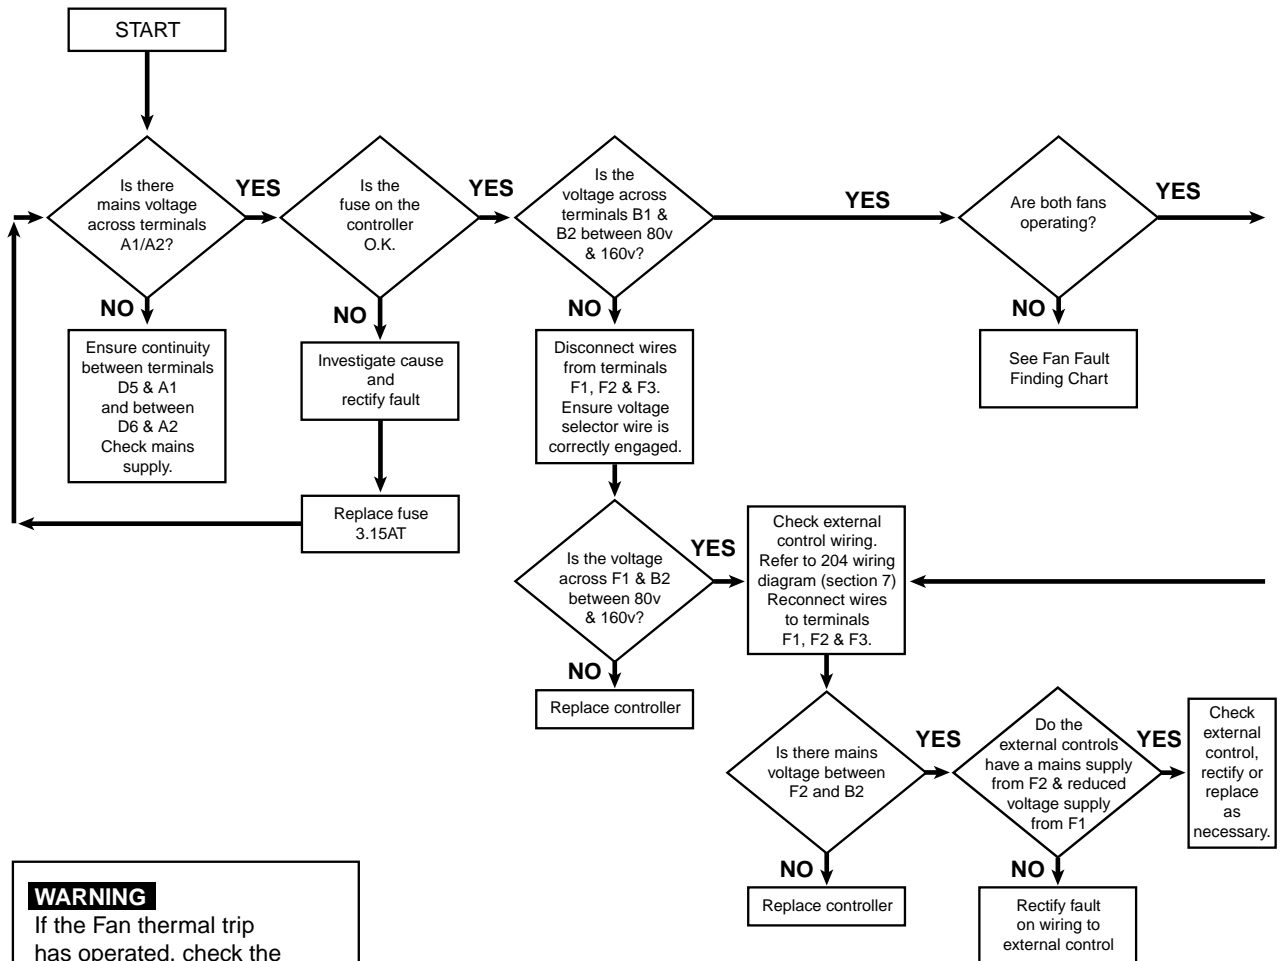 START
Is there
mains voltage
across terminals
A1/A2?
YES
NO
Ensure continuity
between terminals
D5 & A1
and between
D6 & A2
Check mains
supply.
Is the
fuse on the
controller
O.K.
YES
NO
Investigate cause
and
rectify fault
Replace fuse
3.15AT
Is the
voltage across
terminals B1 &
B2 between 80v
& 160v?
YES
NO
Disconnect wires
from terminals
F1, F2 & F3.
Ensure voltage
selector wire is
correctly engaged.
Is the voltage
across F1 & B2
between 80v
& 160v?
YES
NO
Replace controller
Are both fans
operating?
YES
NO
See Fan Fault
Finding Chart
Check external
control wiring.
Refer to 204 wiring
diagram (section 7)
Reconnect wires
to terminals
F1, F2 & F3.
Is there mains
voltage between
F2 and B2
YES
NO
Replace controller
Do the
external controls
have a mains supply
from F2 & reduced
voltage supply
from F1
YES
NO
Rectify fault
on wiring to
external control
Check
external
control,
rectify or
replace
as
necessary.
WARNING
If the Fan thermal trip
has operated, check the